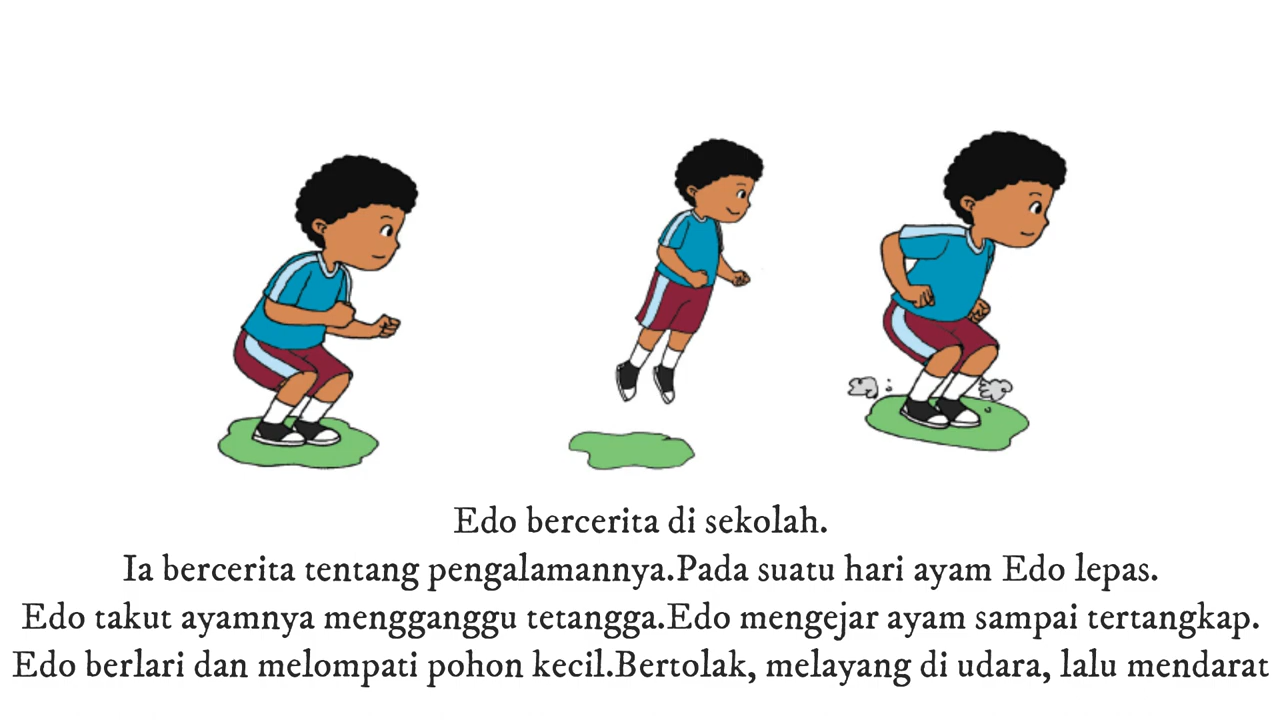 Edo bercerita di sekolah.
Ia bercerita tentang pengalamannya.Pada suatu hari ayam Edo lepas.
Edo takut ayamnya mengganggu tetangga.Edo mengejar ayam sampai tertangkap.
Edo berlari dan melompati pohon kecil.Bertolak, melayang di udara, lalu mendarat